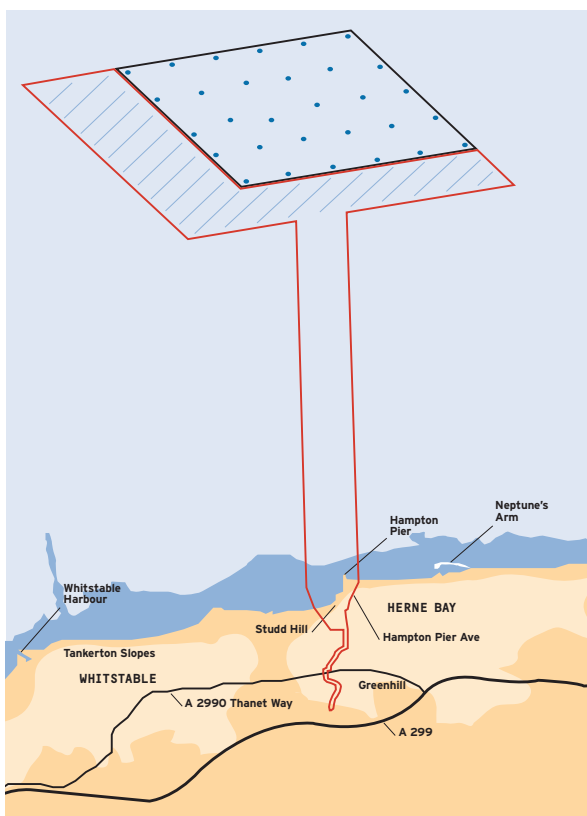 Neptune's
Arm
Hampton
Pier
Whitstable
Harbour
HERNE BAY
Studd Hill
Hampton Pier Ave
Tankerton Slopes
WHITSTABLE
Greenhill
A 2990 Thanet Way
A 299